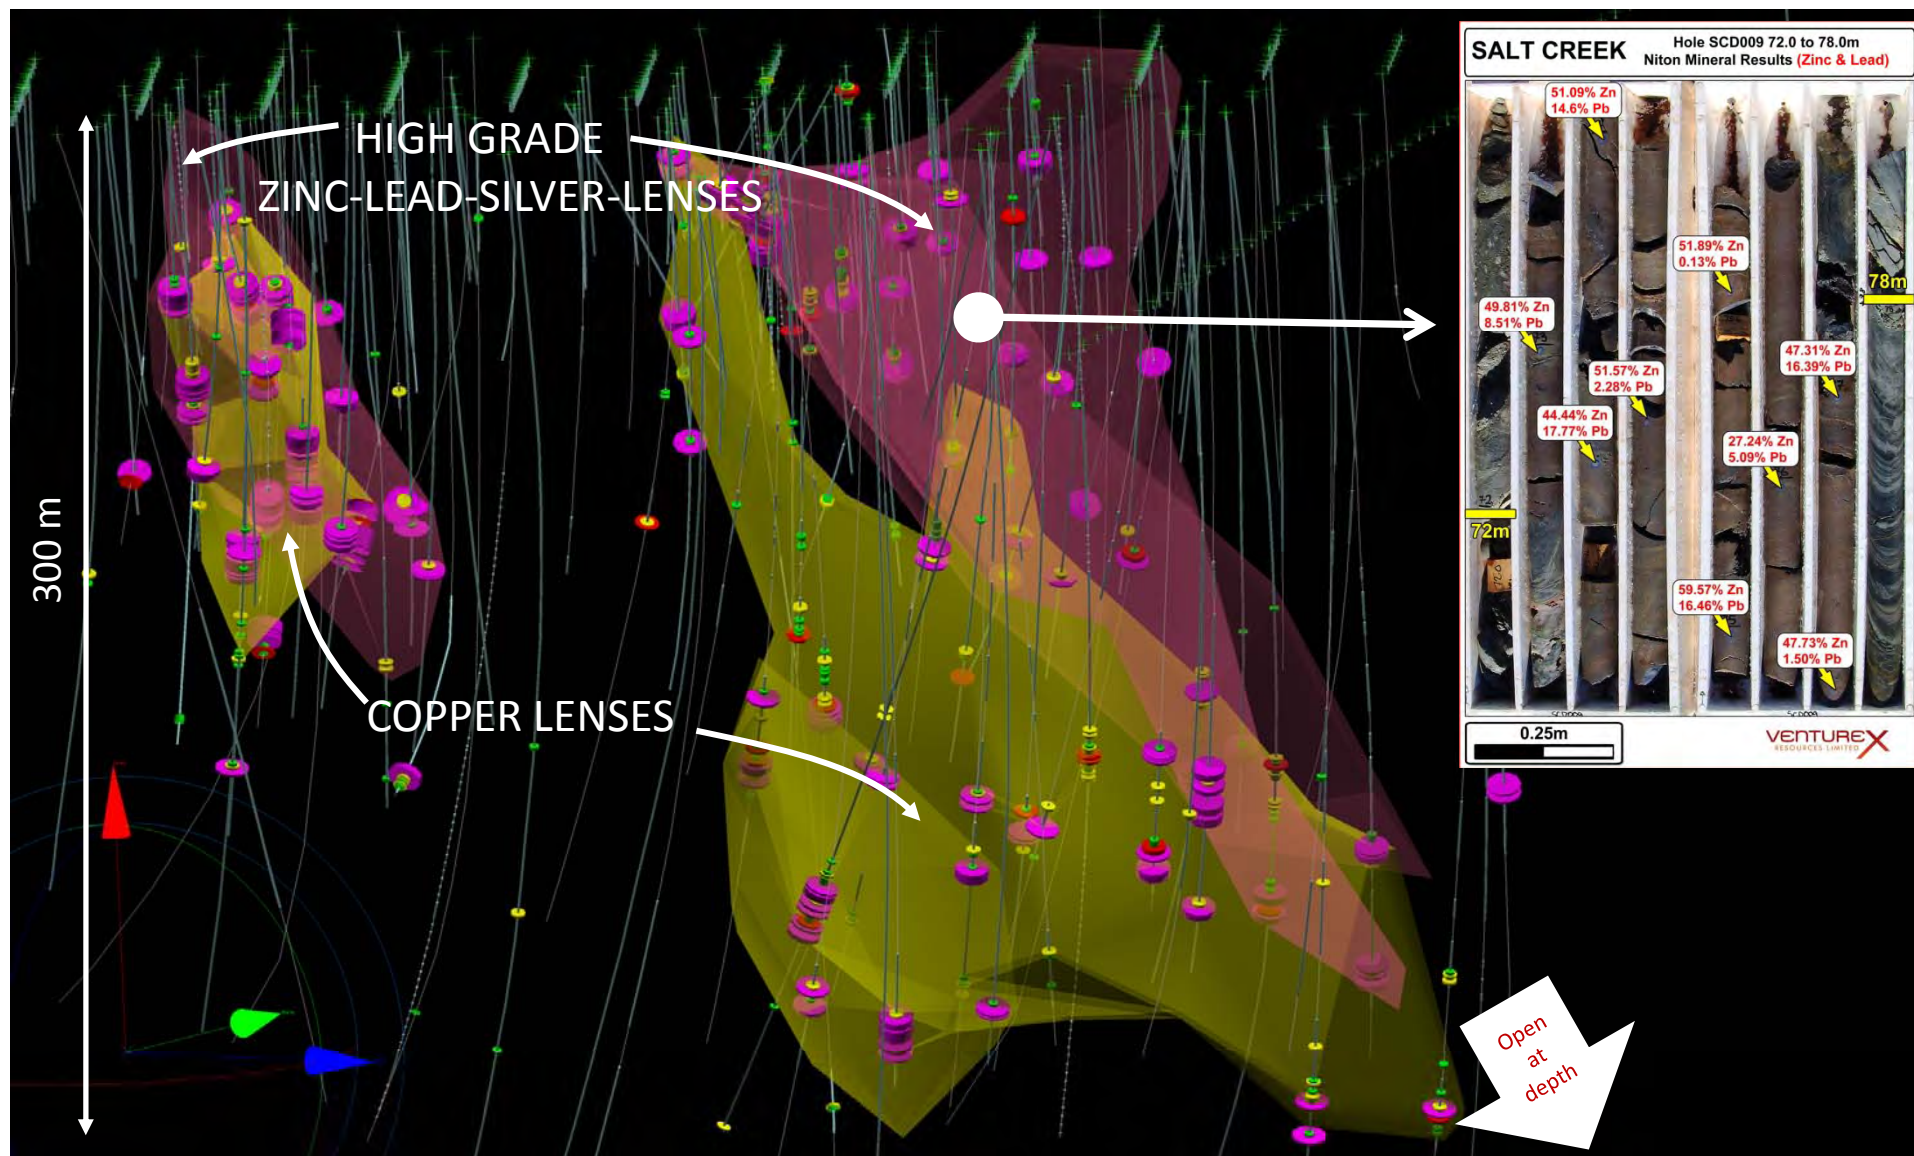 HIGH GRADE
ZINC-LEAD-SILVER-LENSES
COPPER LENSES
300 m
Open
at
depth
SALT CREEK
Hole SCD009 72.0 to 78.0m
Niton Mineral Results (Zinc & Lead)
51.09% Zn
14.6% Pb
51.89% Zn
0.13% Pb
78m
49.81% Zn
8.51% Pb
47.31% Zn
16.39% Pb
51.57% Zn
2.28% Pb
44.44% Zn
17.77% Pb
27.24% Zn
5.09% Pb
72m
59.57% Zn
16.46% Pb
47.73% Zn
1.50% Pb
0.25m
VENTUREX
RESOURCES LIMITED